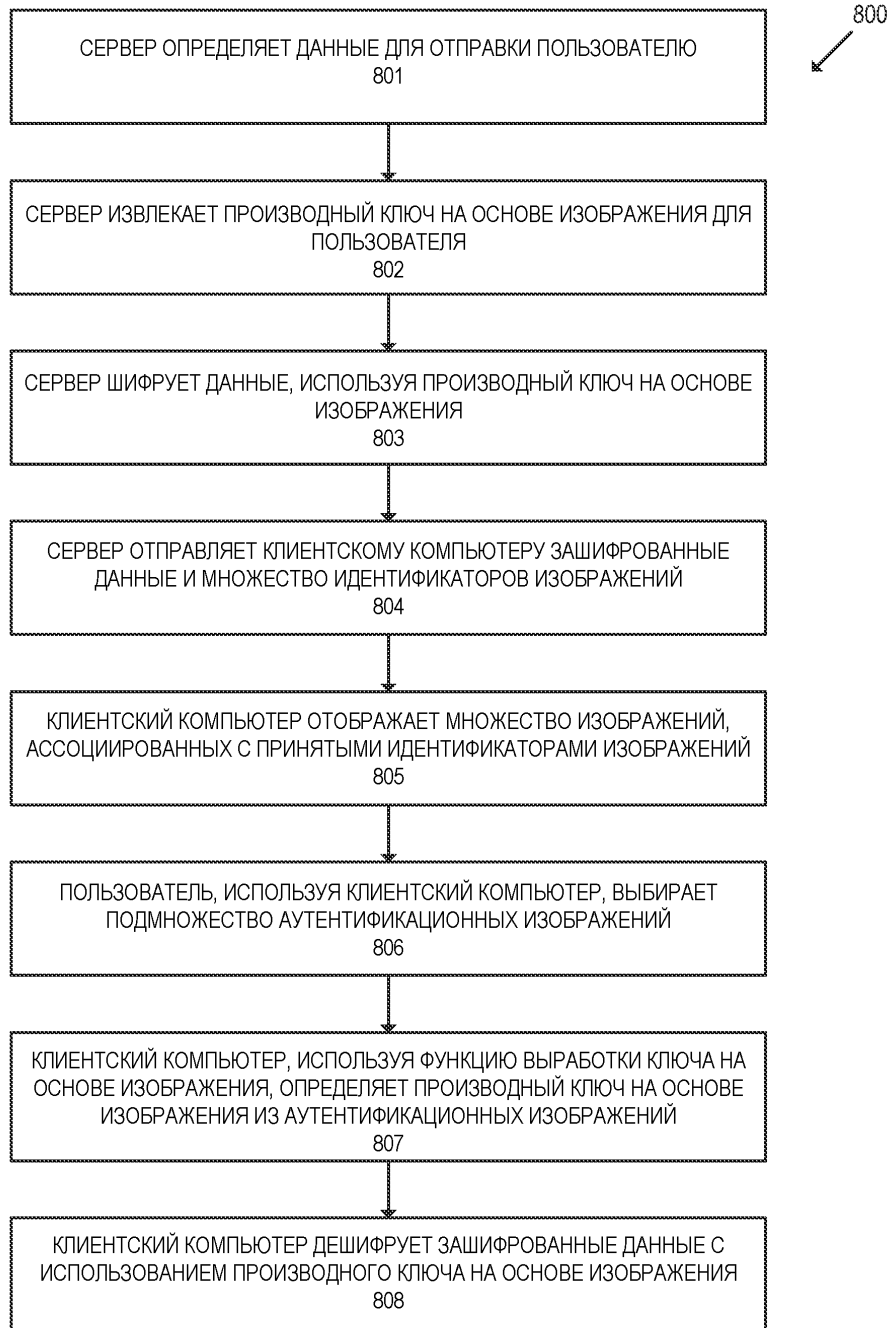 800
СЕРВЕР ОПРЕДЕЛЯЕТ ДАННЫЕ ДЛЯ ОТПРАВКИ ПОЛЬЗОВАТЕЛЮ
801
СЕРВЕР ИЗВЛЕКАЕТ ПРОИЗВОДНЫЙ КЛЮЧ НА ОСНОВЕ ИЗОБРАЖЕНИЯ ДЛЯ
ПОЛЬЗОВАТЕЛЯ
802
СЕРВЕР ШИФРУЕТ ДАННЫЕ, ИСПОЛЬЗУЯ ПРОИЗВОДНЫЙ КЛЮЧ НА ОСНОВЕ
ИЗОБРАЖЕНИЯ
803
СЕРВЕР ОТПРАВЛЯЕТ КЛИЕНТСКОМУ КОМПЬЮТЕРУ ЗАШИФРОВАННЫЕ
ДАННЫЕ И МНОЖЕСТВО ИДЕНТИФИКАТОРОВ ИЗОБРАЖЕНИЙ
804
КЛИЕНТСКИЙ КОМПЬЮТЕР ОТОБРАЖАЕТ МНОЖЕСТВО ИЗОБРАЖЕНИЙ,
АССОЦИИРОВАННЫХ С ПРИНЯТЫМИ ИДЕНТИФИКАТОРАМИ ИЗОБРАЖЕНИЙ
805
ПОЛЬЗОВАТЕЛЬ, ИСПОЛЬЗУЯ КЛИЕНТСКИЙ КОМПЬЮТЕР, ВЫБИРАЕТ
ПОДМНОЖЕСТВО АУТЕНТИФИКАЦИОННЫХ ИЗОБРАЖЕНИЙ
806
КЛИЕНТСКИЙ КОМПЬЮТЕР, ИСПОЛЬЗУЯ ФУНКЦИЮ ВЫРАБОТКИ КЛЮЧА НА
ОСНОВЕ ИЗОБРАЖЕНИЯ, ОПРЕДЕЛЯЕТ ПРОИЗВОДНЫЙ КЛЮЧ НА ОСНОВЕ
ИЗОБРАЖЕНИЯ ИЗ АУТЕНТИФИКАЦИОННЫХ ИЗОБРАЖЕНИЙ
807
КЛИЕНТСКИЙ КОМПЬЮТЕР ДЕШИФРУЕТ ЗАШИФРОВАННЫЕ ДАННЫЕ С
ИСПОЛЬЗОВАНИЕМ ПРОИЗВОДНОГО КЛЮЧА НА ОСНОВЕ ИЗОБРАЖЕНИЯ
808